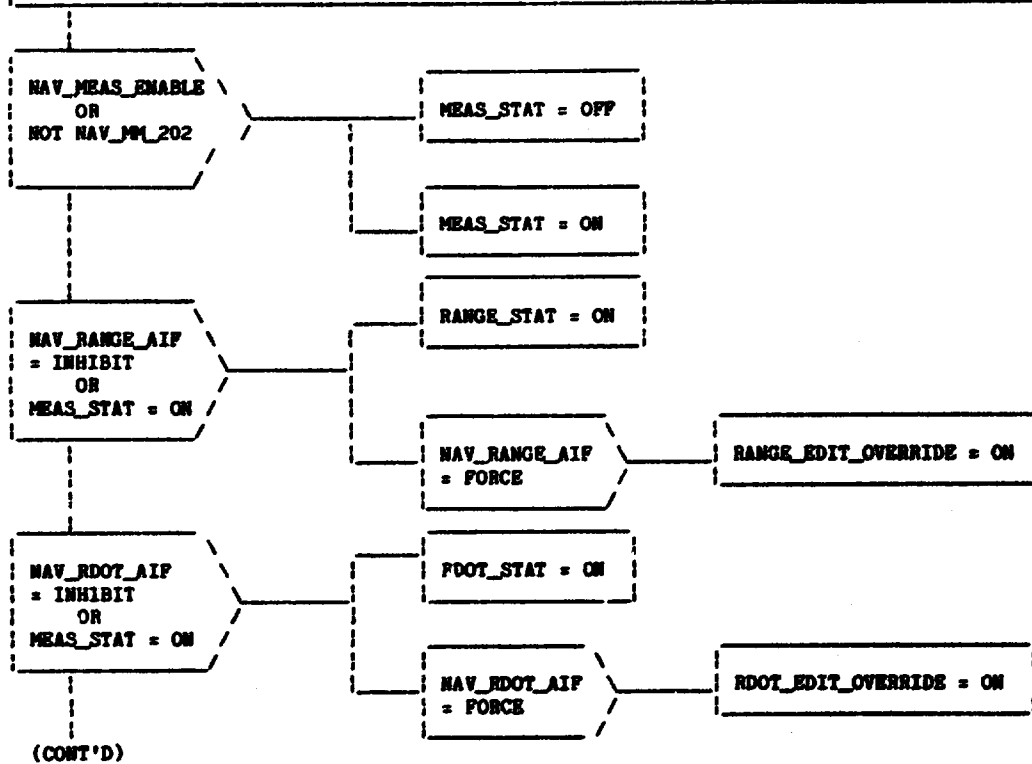 NAV_MEAS_ENABLE
OR
NOT NAV_MM_202
MEAS_STAT = OFF
MEAS_STAT = ON
NAV_RANGE_AIF
= INHIBIT
OR
MEAS_STAT = ON
RANGE_STAT = ON
NAV_RANGE_AIF
= FORCE
RANGE_EDIT_OVERRIDE = ON
NAV_RDOT_AIF
= INHIBIT
OR
MEAS_STAT = ON
RDOT_STAT = ON
NAV_RDOT_AIF
= FORCE
RDOT_EDIT_OVERRIDE = ON
(CONT'D)